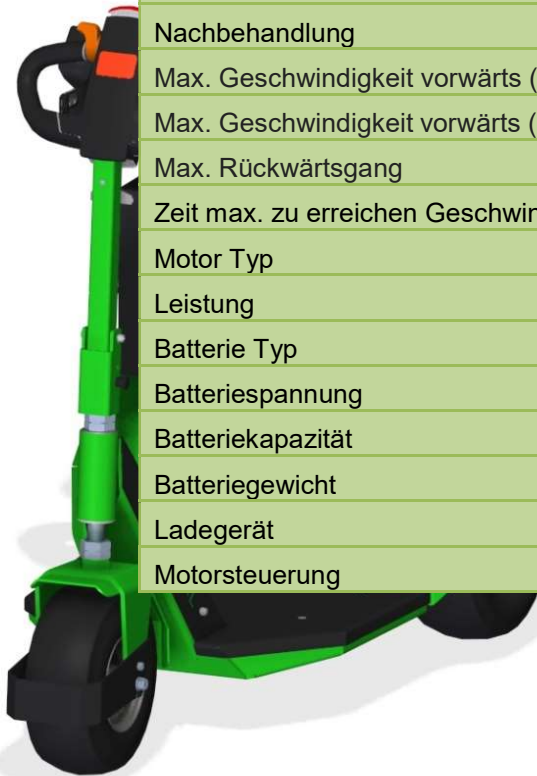 Nachbehandlung
Max. Geschwindigkeit vorwärts (
Max. Geschwindigkeit vorwärts (
Max. Rückwärtsgang
Zeit max. zu erreichen
Motor Typ
Leistung
Batterie Typ
Batteriespannung
Batteriekapazität
Batteriegewicht
Ladegerät
Motorsteuerung